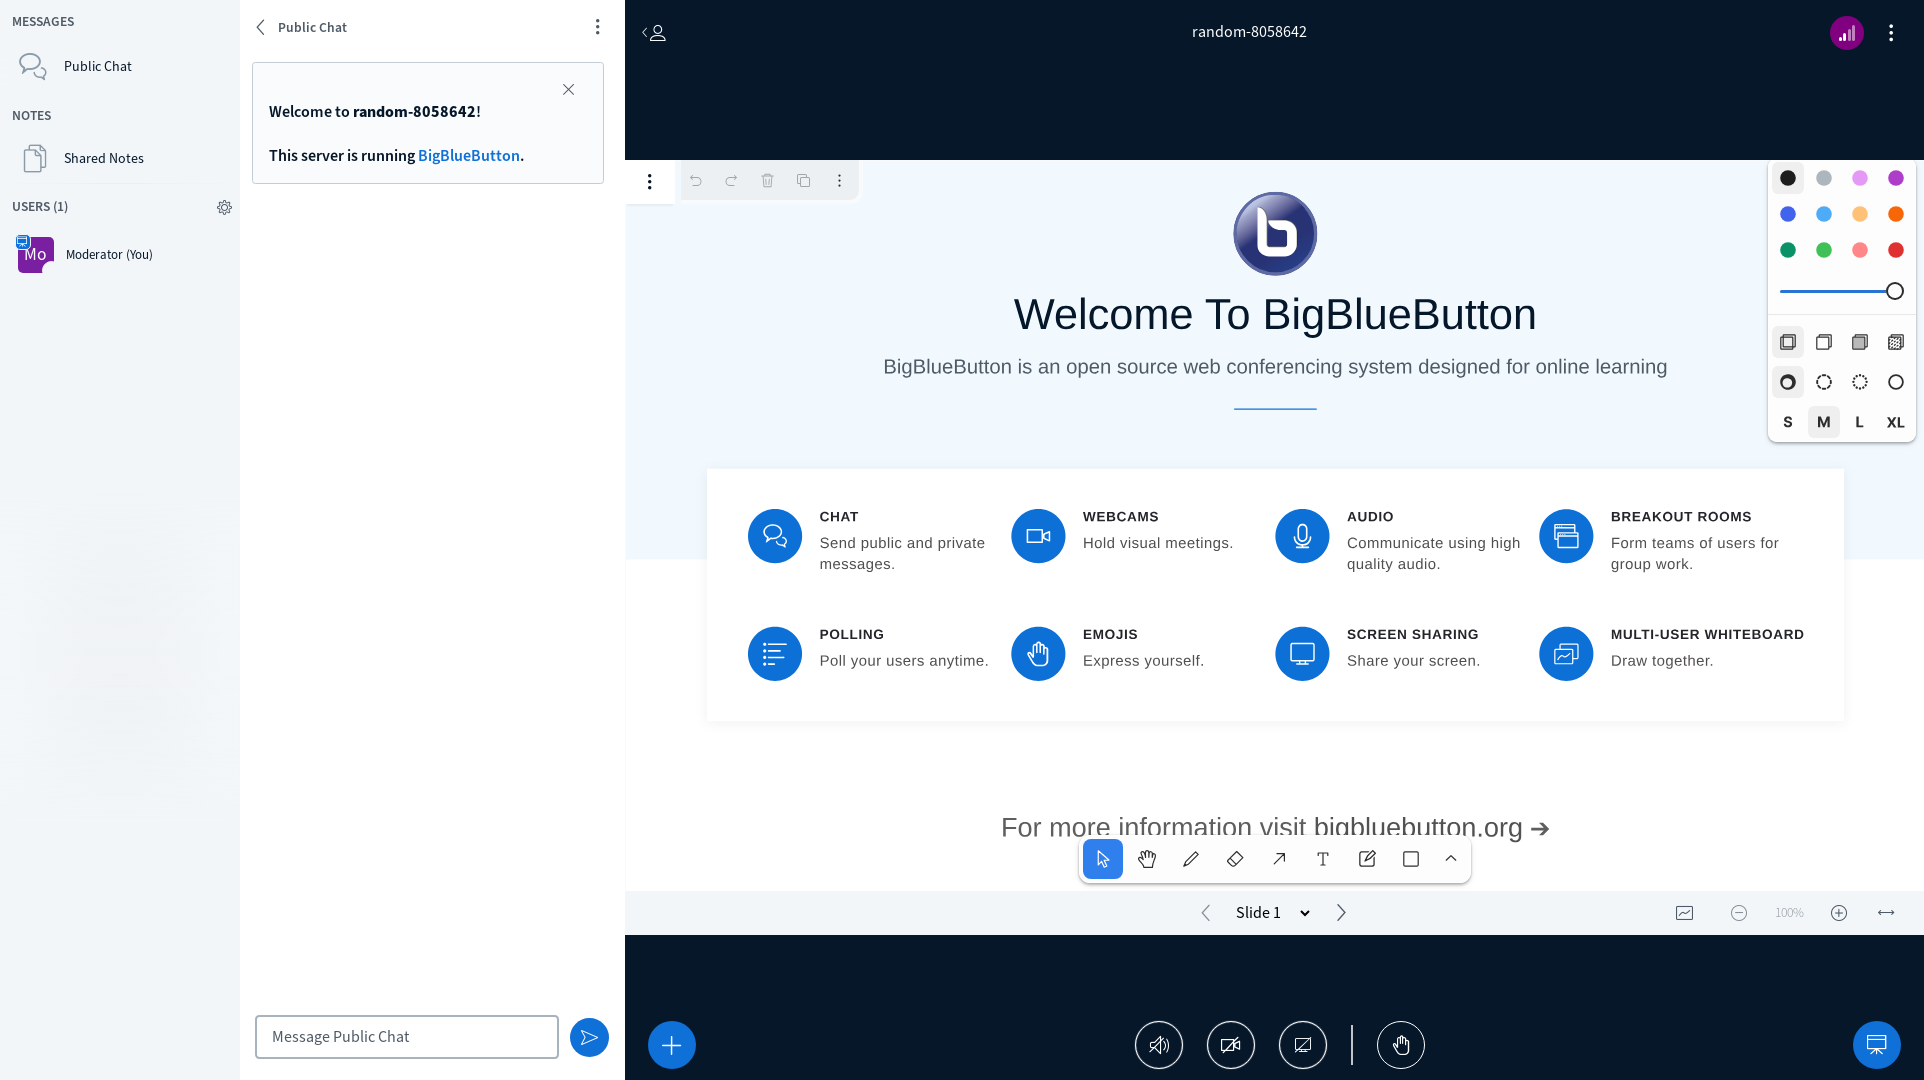 MESSAGES
Public Chat
NOTES
Shared Notes
USERS (1)
Mo
Moderator (You)
Public Chat
Welcome to random-8058642!
This server is running BigBlueButton.
Message Public Chat
random-8058642
Welcome To BigBlueButton
BigBlueButton is an open source web conferencing system designed for online learning
S M L XL
CHAT
Send public and private
messages.
WEBCAMS
Hold visual meetings.
AUDIO
Communicate using high
quality audio.
BREAKOUT ROOMS
Form teams of users for
group work.
POLLING
Poll your users anytime.
EMOJIS
Express yourself.
SCREEN SHARING
Share your screen.
MULTI-USER WHITEBOARD
Draw together.
For more information visit bigbluebutton.org ➔
T
Slide 1
100%